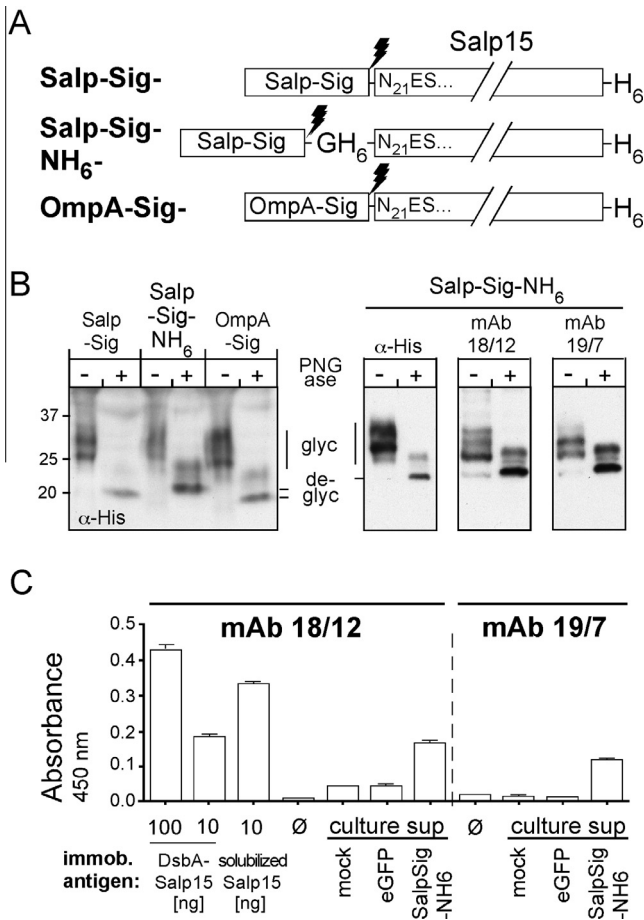 A
Salp15
Salp-Sig- Salp-Sig N21ES... H6
Salp-Sig-NH6- Salp-Sig GH6 N21ES... H6
OmpA-Sig- OmpA-Sig N21ES... H6
B
Salp-Sig Salp-Sig-NH6 OmpA-Sig
Salp-Sig-NH6
α-His mAb 18/12 mAb 19/7
- + - + - + PNGase - + - + - +
37
25
20
glyc
de-glyc
α-His
C
mAb 18/12 mAb 19/7
Absorbance
450 nm
0.5
0.4
0.3
0.2
0.1
0.0
100 10 10 Ø culture sup Ø culture sup
immob. antigen:
DsbA-Salp15 [ng]
solubilized Salp15 [ng]
mock eGFP SalpSig-NH6 mock eGFP SalpSig-NH6